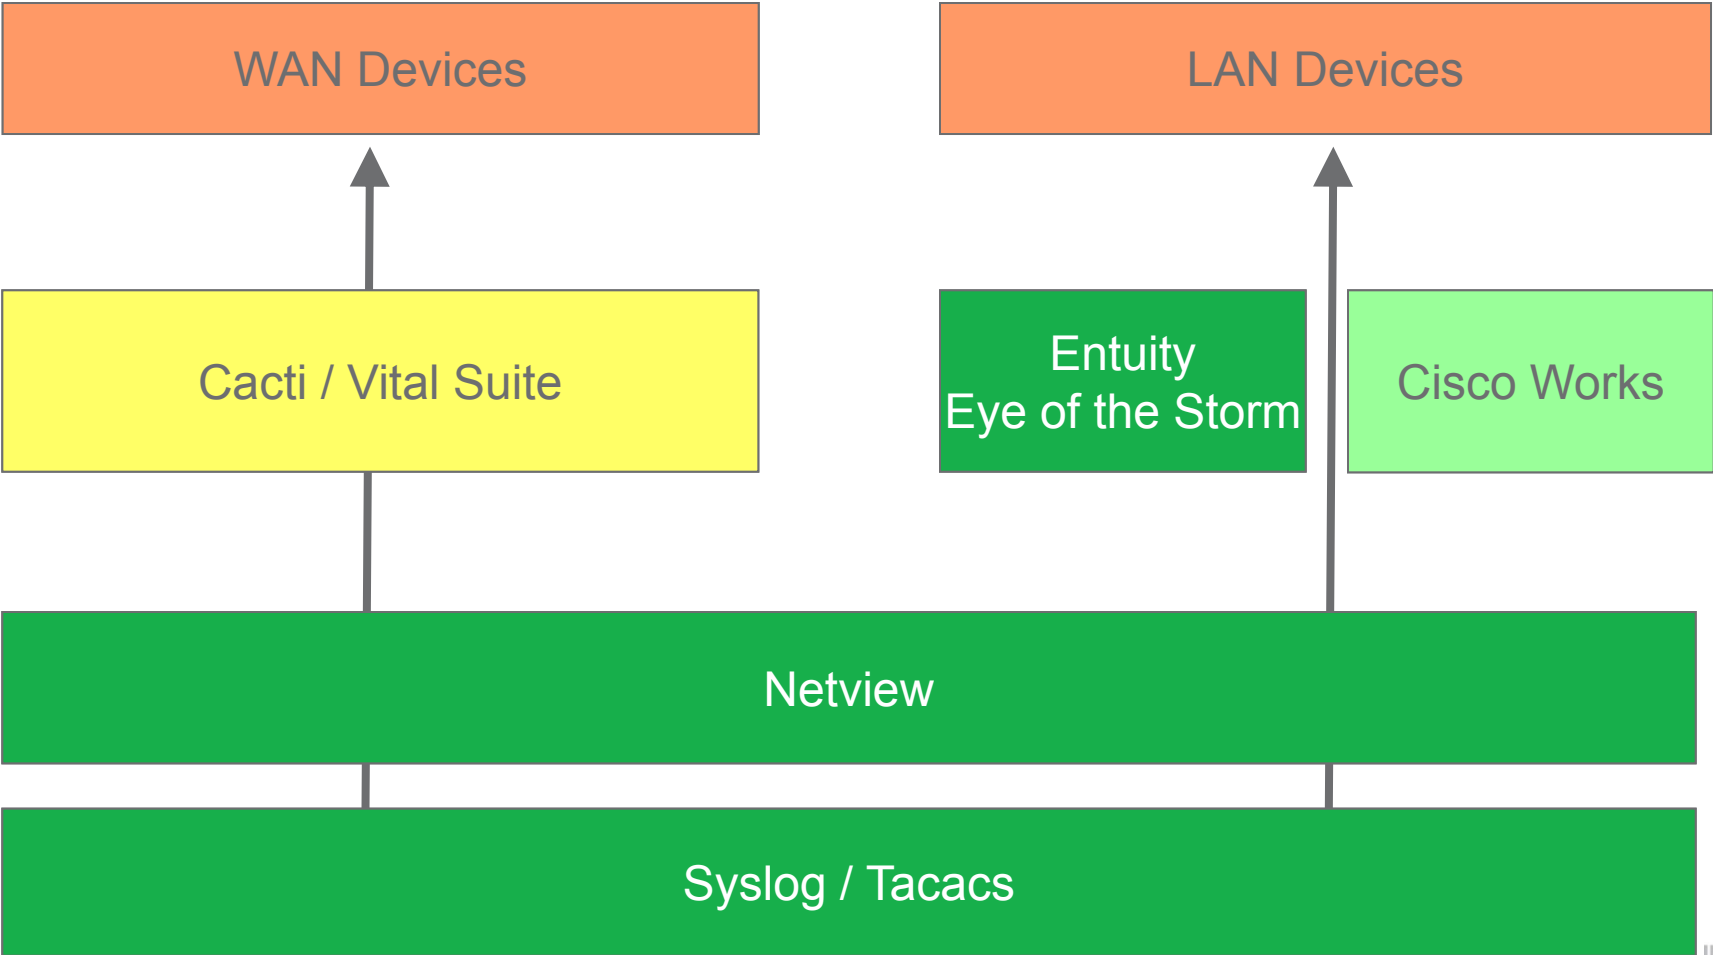 WAN Devices
LAN Devices
Cacti / Vital Suite
Entuity
Eye of the Storm
Cisco Works
Netview
Syslog / Tacacs